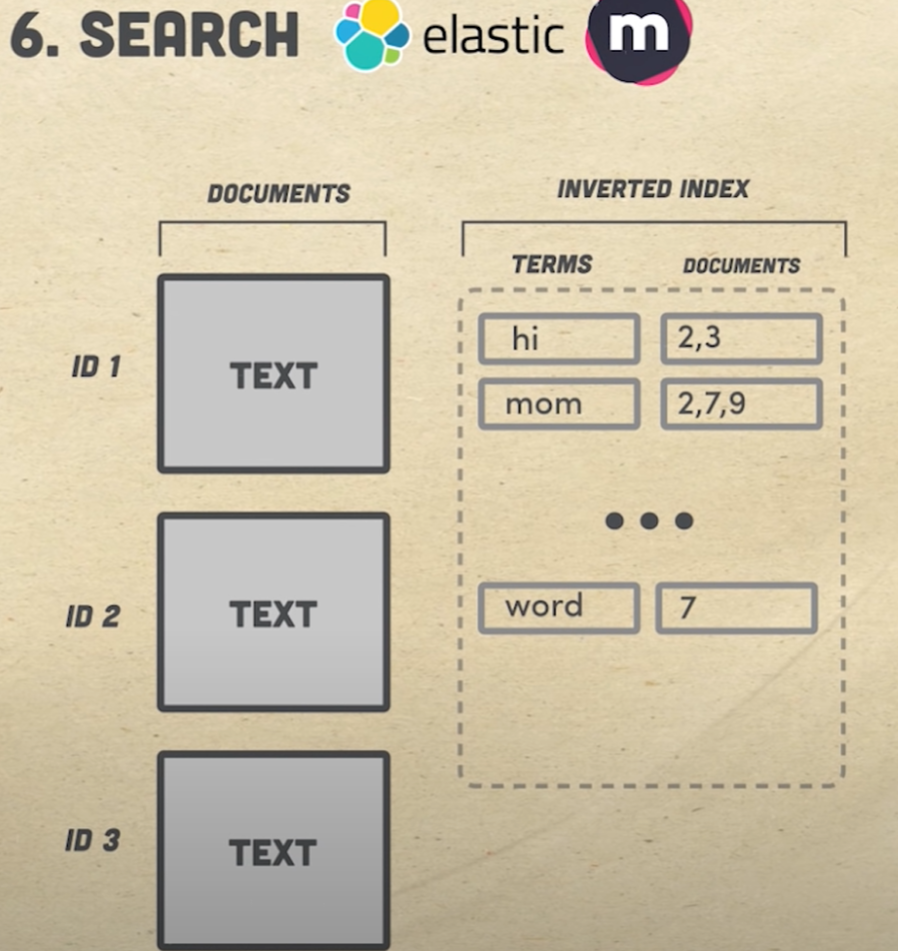 6. SEARCH elastic m
DOCUMENTS
INVERTED INDEX
TERMS DOCUMENTS
ID 1
TEXT
hi 2,3
mom 2,7,9
ID 2
TEXT
word 7
ID 3
TEXT